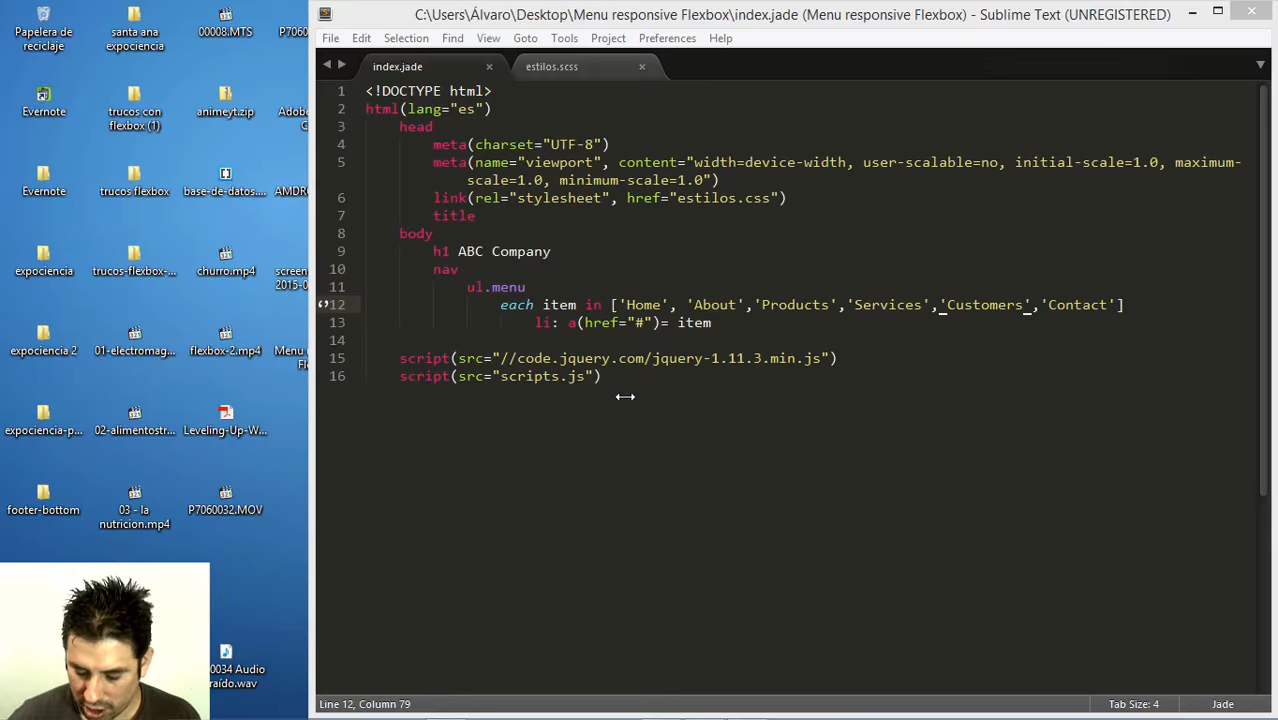 C:\Users\Álvaro\Desktop\Menu responsive Flexbox\index.jade (Menu responsive Flexbox) - Sublime Text (UNREGISTERED)
File Edit Selection Find View Goto Tools Project Preferences Help
index.jade
estilos.scss
1 <!DOCTYPE html>
2 html(lang="es")
3 head
4 meta(charset="UTF-8")
5 meta(name="viewport", content="width=device-width, user-scalable=no, initial-scale=1.0, maximum-
scale=1.0, minimum-scale=1.0")
6 link(rel="stylesheet", href="estilos.css")
7 title
8 body
9 h1 ABC Company
10 nav
11 ul.menu
12 each item in ['Home', 'About','Products','Services','Customers','Contact']
13 li: a(href="#")= item
14
15 script(src="//code.jquery.com/jquery-1.11.3.min.js")
16 script(src="scripts.js")
Line 12, Column 79
Tab Size: 4
Jade
Papelera de
reciclaje
santa ana
expociencia
00008.MTS
P7060
Evernote
trucos con
flexbox (1)
animeyt.zip
Adob
C
Evernote
trucos flexbox
base-de-datos....
AMDR
expociencia
trucos-flexbox-...
churro.mp4
screen
2015-0
expociencia 2
01-electromag...
flexbox-2.mp4
Menu
F
expociencia-p...
02-alimentostr...
Leveling-Up-W...
footer-bottom
03 - la
nutricion.mp4
P7060032.MOV
0034 Audio
raído.wav